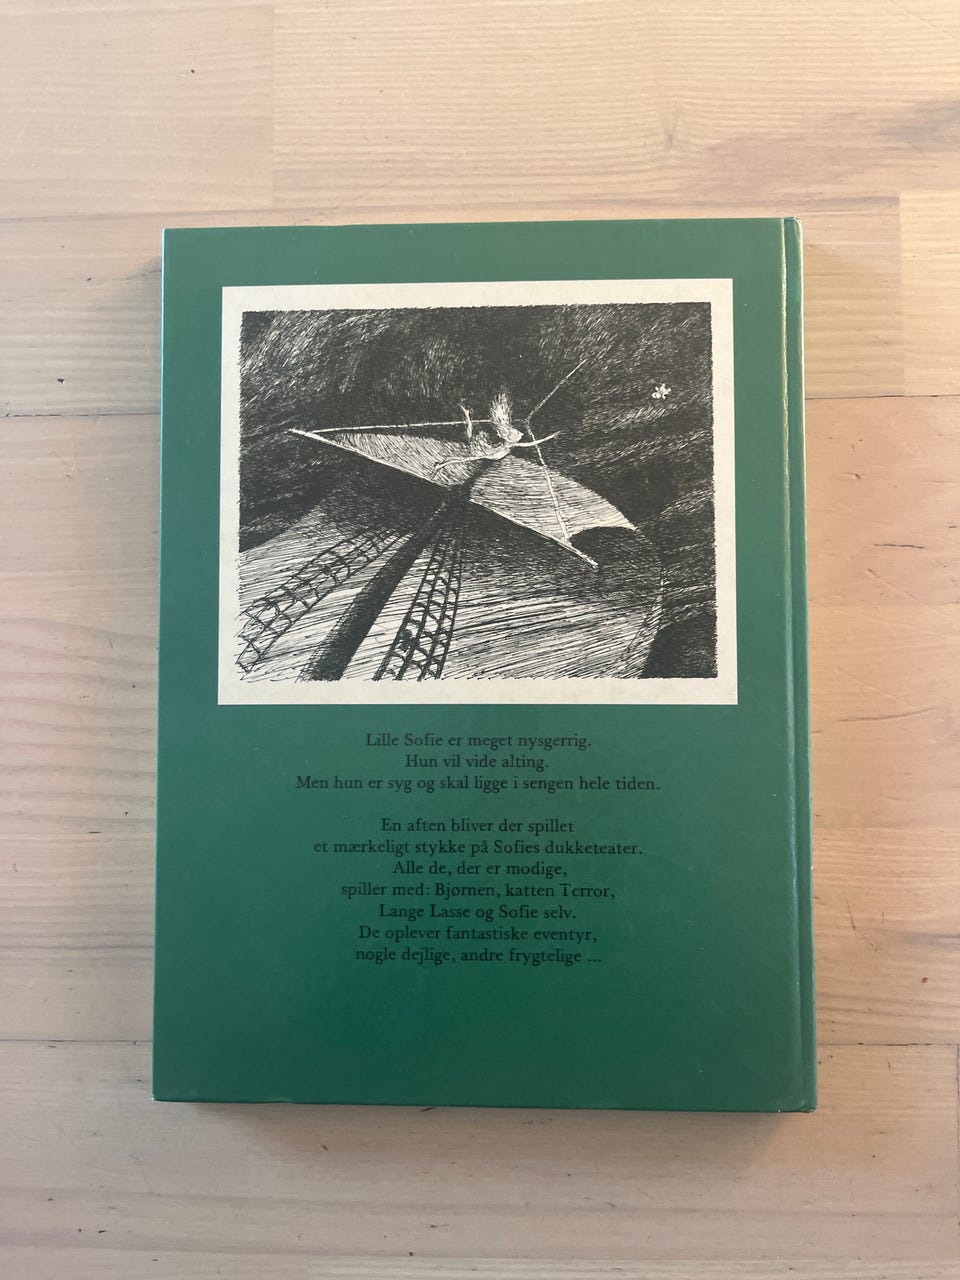 Lille Sofie er meget nysgerrig.
Hun vil vide alting.
Men hun er syg og skal ligge i sengen hele tiden.
En aften bliver der spillet
et mærkeligt stykke på Sofies dukketeater.
Alle de, der er modige,
spiller med: Bjørnen, katten Terror,
Lange Lasse og Sofie selv.
De oplever fantastiske eventyr,
nogle dejlige, andre frygtelige ...